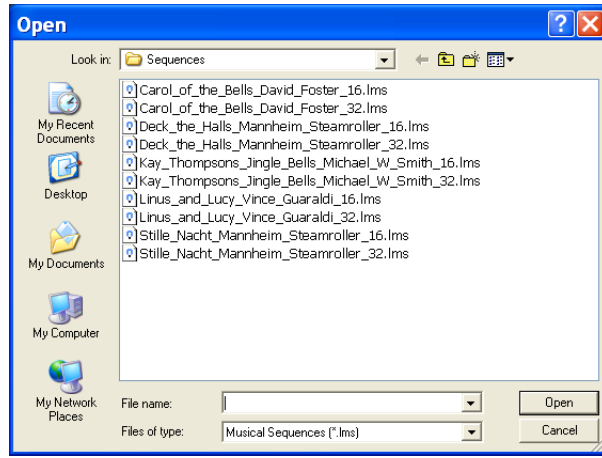 Open
Look in: Sequences
Carol_of_the_Bells_David_Foster_16.lms
Carol_of_the_Bells_David_Foster_32.lms
Deck_the_Halls_Mannheim_Steamroller_16.lms
Deck_the_Halls_Mannheim_Steamroller_32.lms
Kay_Thompsons_Jingle_Bells_Michael_W_Smith_16.lms
Kay_Thompsons_Jingle_Bells_Michael_W_Smith_32.lms
Linus_and_Lucy_Vince_Guaraldi_16.lms
Linus_and_Lucy_Vince_Guaraldi_32.lms
Stille_Nacht_Mannheim_Steamroller_16.lms
Stille_Nacht_Mannheim_Steamroller_32.lms
My Recent
Documents
Desktop
My Documents
My Computer
My Network
Places
File name:
Open
Files of type: Musical Sequences (*.lms)
Cancel